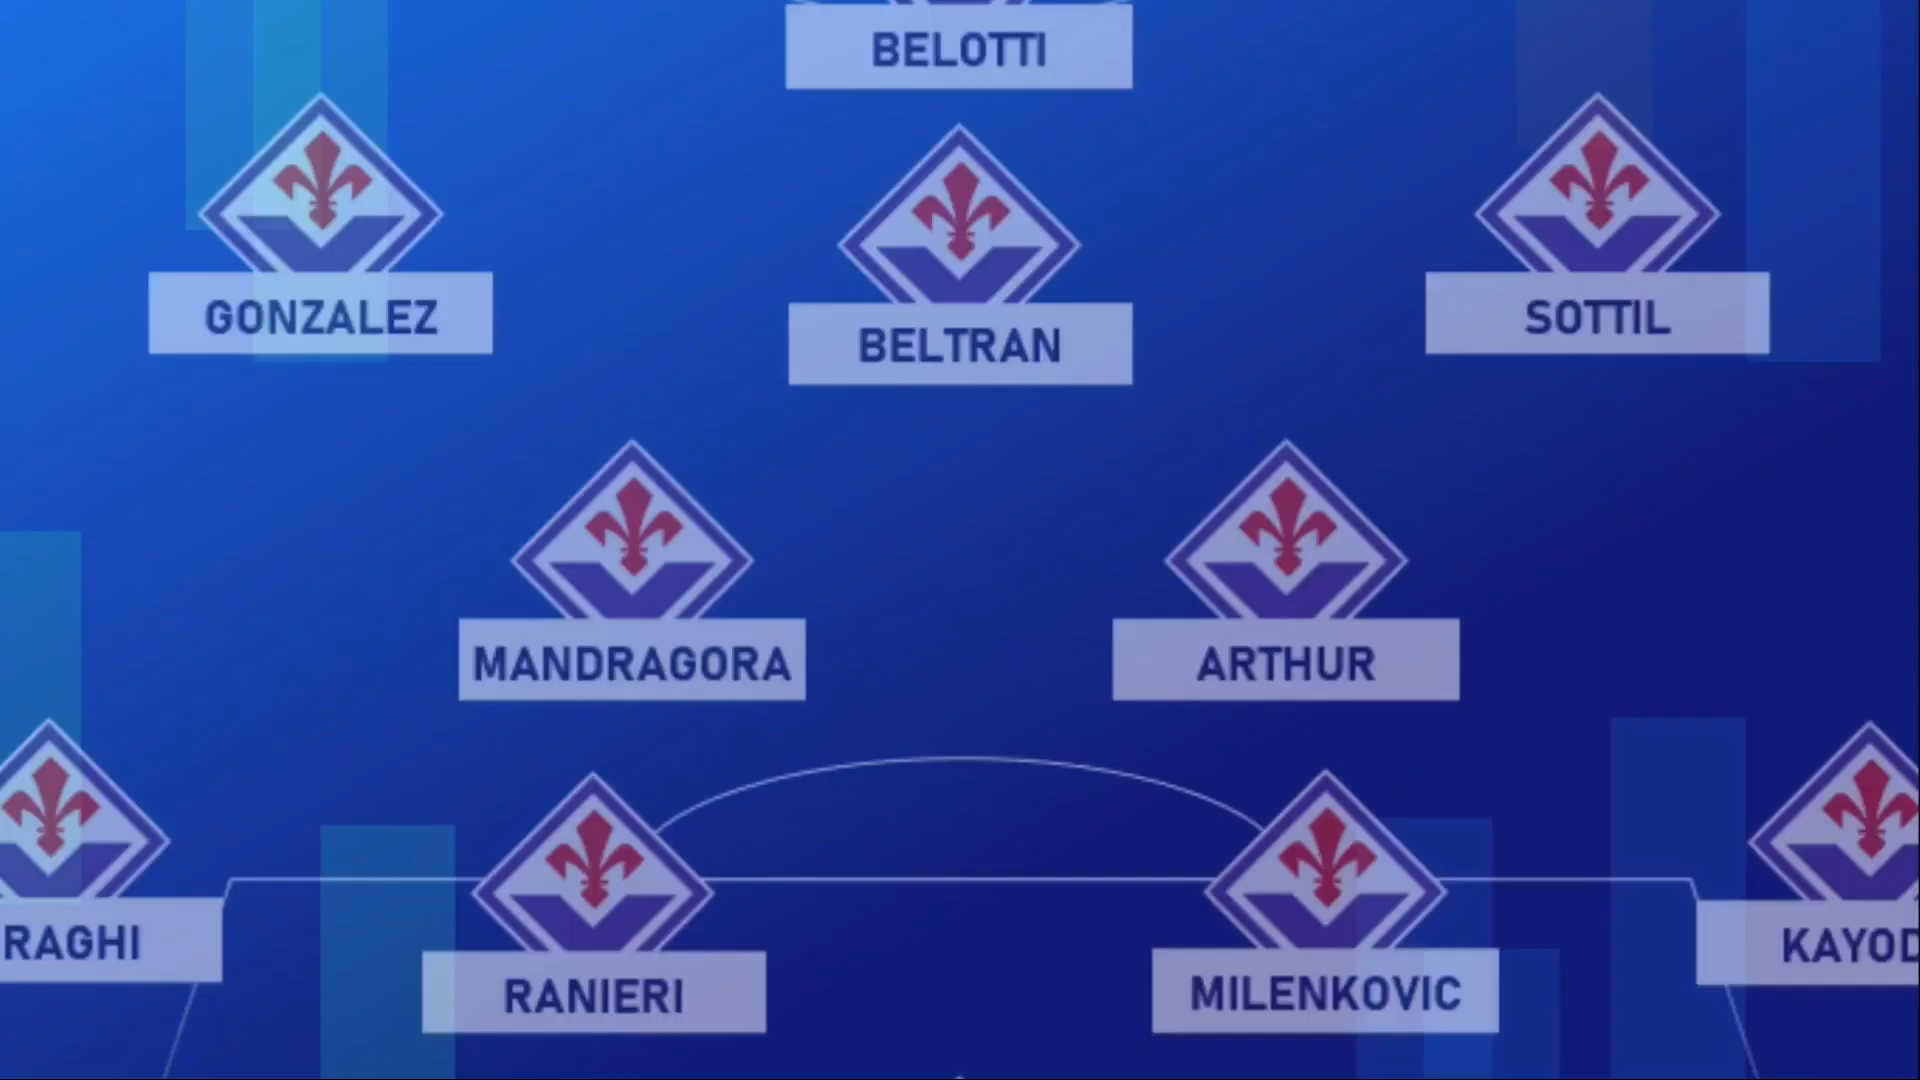 BELOTTI
GONZALEZ
BELTRAN
SOTTIL
MANDRAGORA
ARTHUR
RAGHI
RANIERI
MILENKOVIC
KAYOD